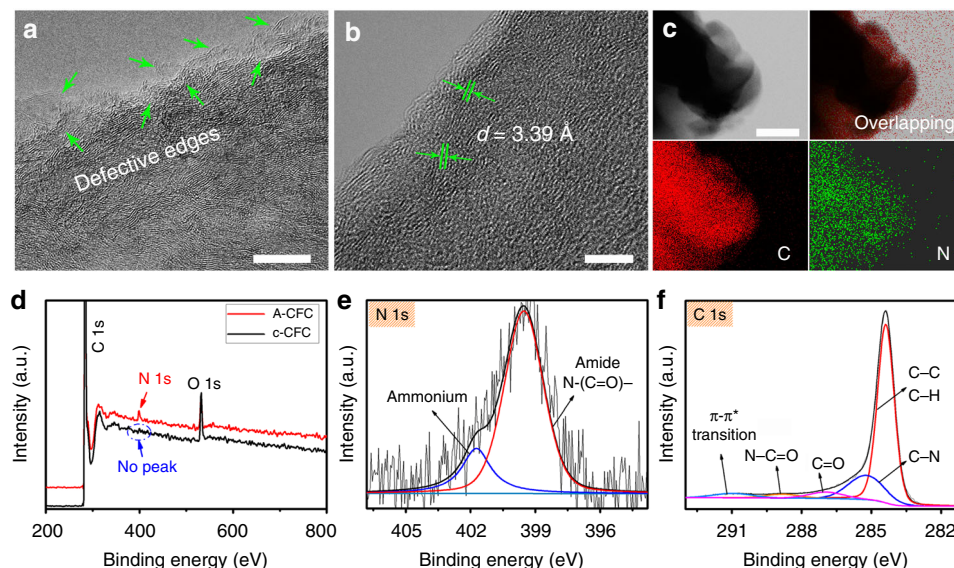 a
Defective edges
b
d = 3.39 Å
c
Overlapping
C
N
d
A-CFC
c-CFC
C 1s
N 1s
O 1s
No peak
Intensity (a.u.)
200 400 600 800
Binding energy (eV)
e
N 1s
Amide
N-(C=O)–
Ammonium
Intensity (a.u.)
405 402 399 396
Binding energy (eV)
f
C 1s
C–C
C–H
π-π*
transition
N–C=O
C=O
C–N
Intensity (a.u.)
291 288 285 282
Binding energy (eV)